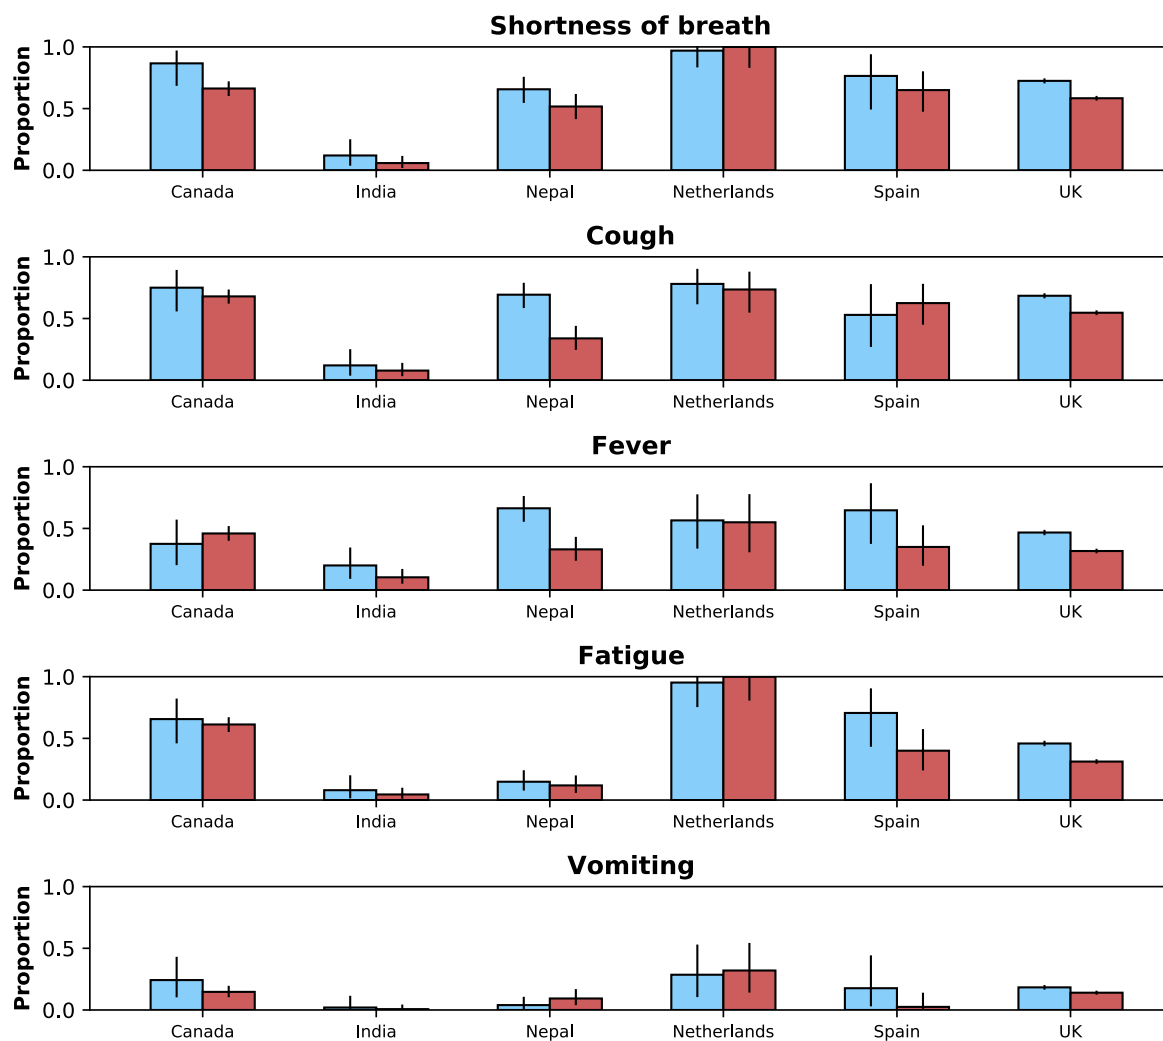 Shortness of breath
Proportion
1.0
0.5
0.0
Canada India Nepal Netherlands Spain UK
Cough
Proportion
1.0
0.5
0.0
Canada India Nepal Netherlands Spain UK
Fever
Proportion
1.0
0.5
0.0
Canada India Nepal Netherlands Spain UK
Fatigue
Proportion
1.0
0.5
0.0
Canada India Nepal Netherlands Spain UK
Vomiting
Proportion
1.0
0.5
0.0
Canada India Nepal Netherlands Spain UK